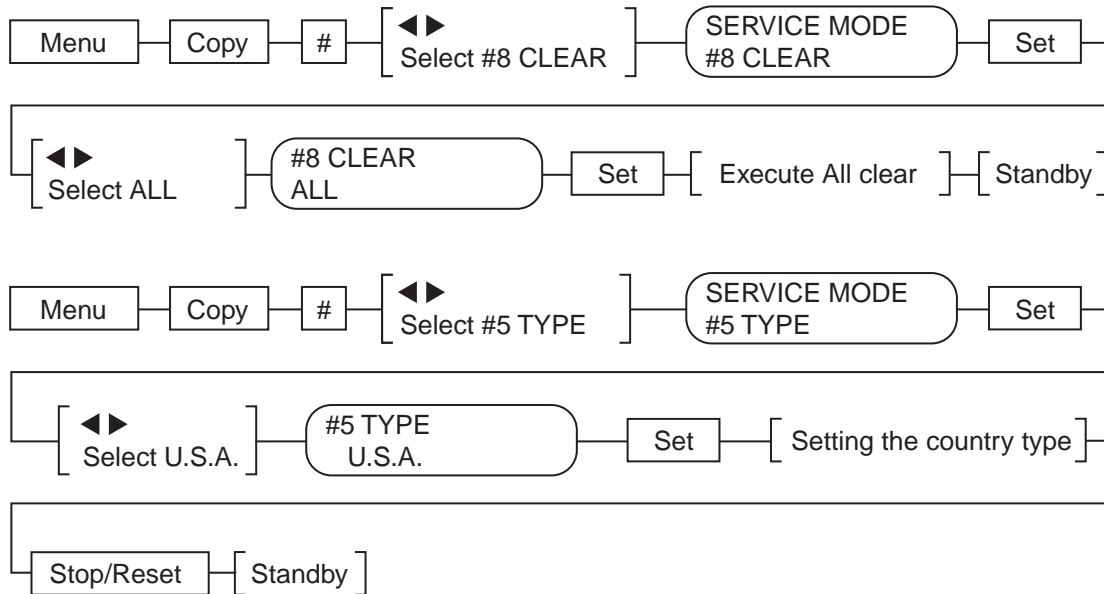 Menu Copy # Select #8 CLEAR SERVICE MODE
#8 CLEAR Set
Select ALL #8 CLEAR
ALL Set Execute All clear Standby
Menu Copy # Select #5 TYPE SERVICE MODE
#5 TYPE Set
Select U.S.A. #5 TYPE
U.S.A. Set Setting the country type
Stop/Reset Standby